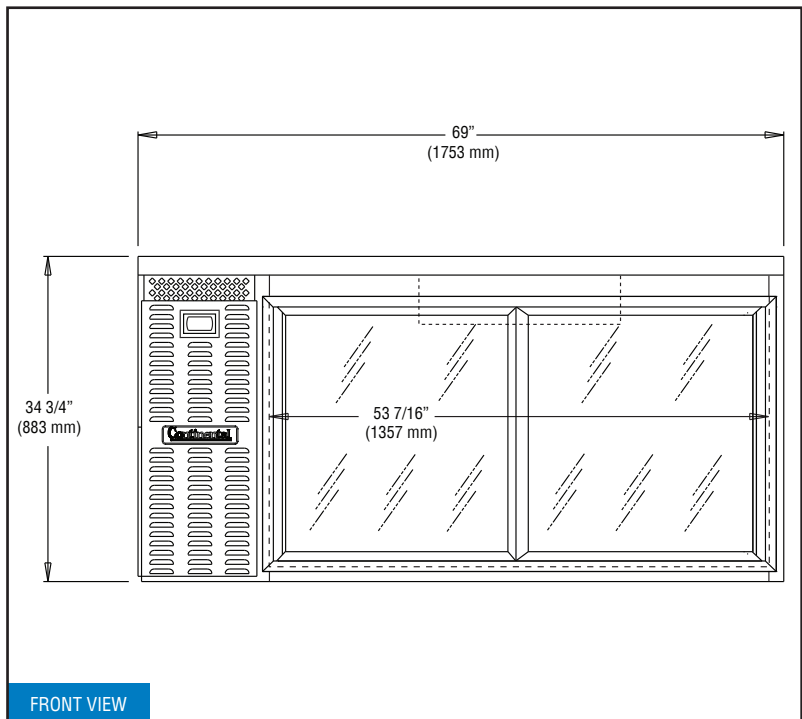 69”
(1753 mm)
34 3/4”
(883 mm)
53 7/16”
(1357 mm)
Continental
FRONT VIEW